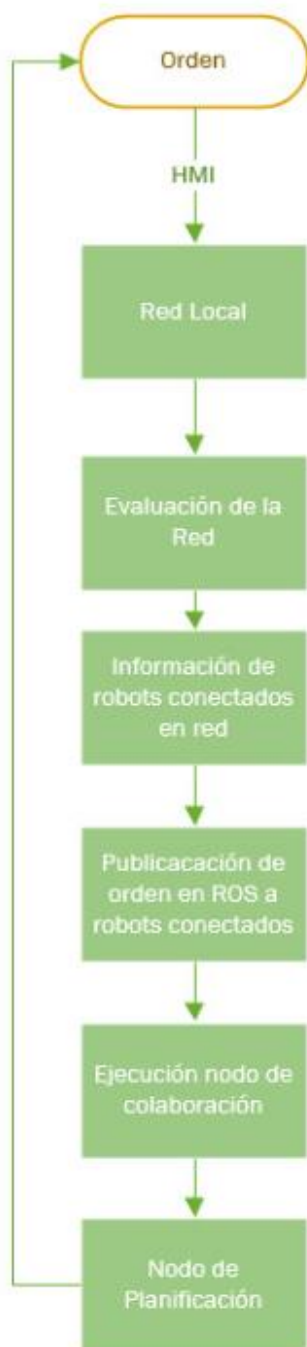 Orden
HMI
Red Local
Evaluación de la
Red
Información de
robots conectados
en red
Publicacación de
orden en ROS a
robots conectados
Ejecución nodo de
colaboración
Nodo de
Planificación